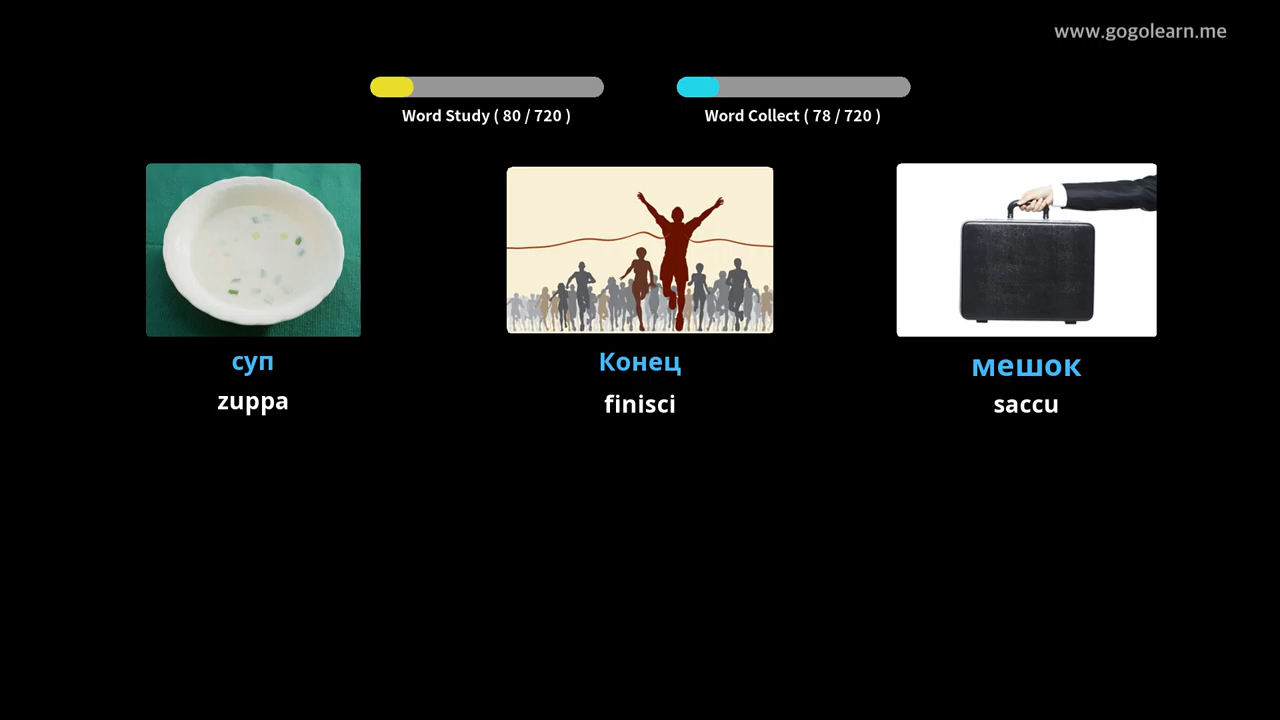 www.gogolearn.me
Word Study ( 80 / 720 )
Word Collect ( 78 / 720 )
суп
zuppa
Конец
finisci
мешок
saccu